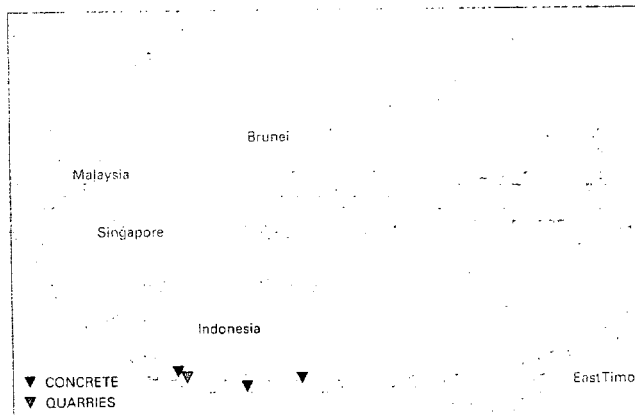 Brunei
Malaysia
Singapore
Indonesia
EastTimo
CONCRETE
QUARRIES